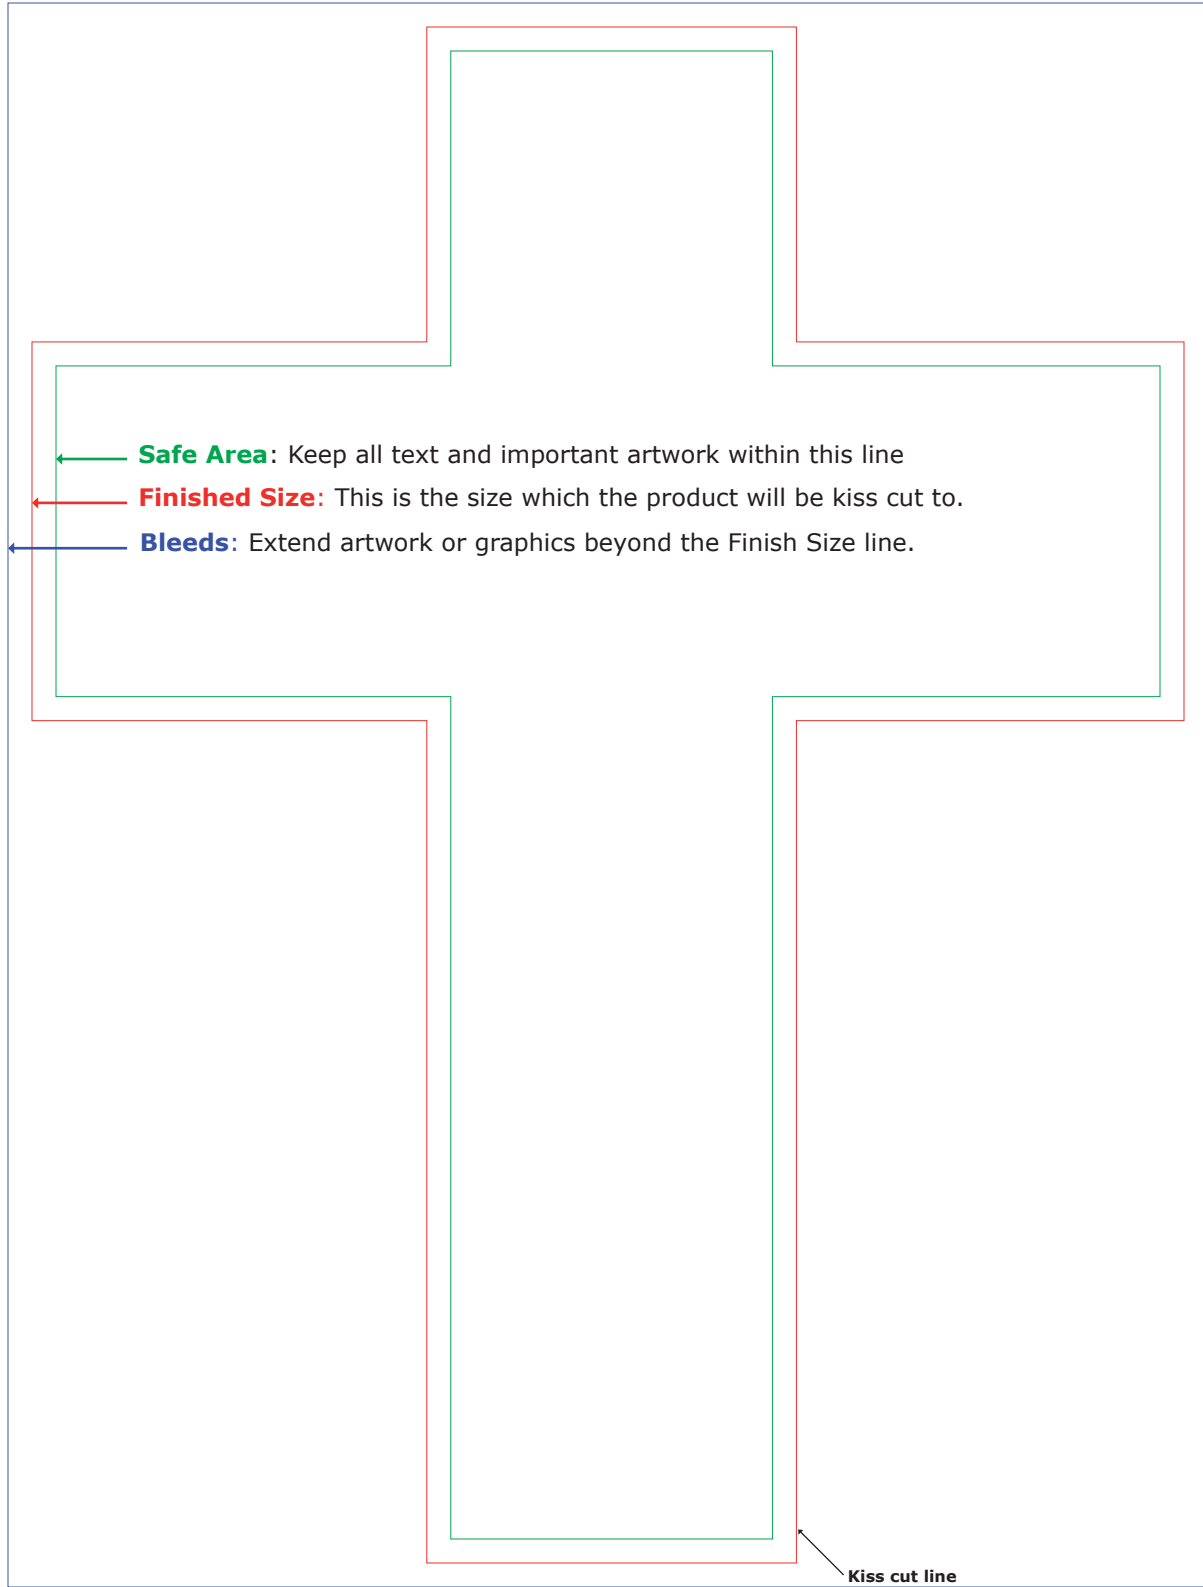 Safe Area: Keep all text and important artwork within this line
Finished Size: This is the size which the product will be kiss cut to.
Bleeds: Extend artwork or graphics beyond the Finish Size line.
Kiss cut line